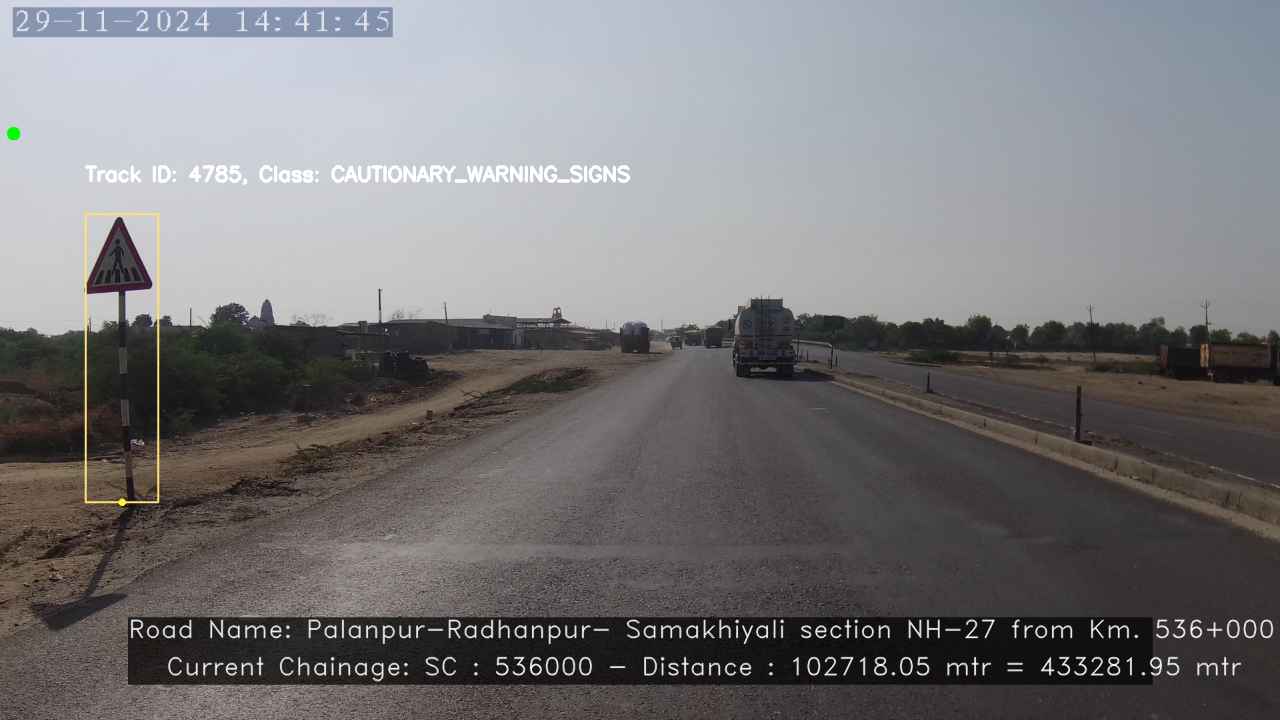 29-11-2024 14:41:45
Track ID: 4785, Class: CAUTIONARY_WARNING_SIGNS
Road Name: Palanpur-Radhanpur- Samakhiyali section NH-27 from Km. 536+000
Current Chainage: SC : 536000 - Distance : 102718.05 mtr = 433281.95 mtr